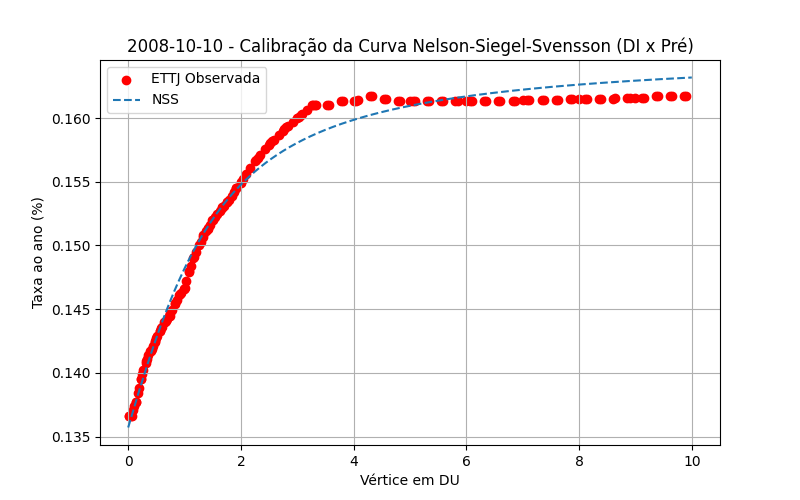 2008-10-10 - Calibração da Curva Nelson-Siegel-Svensson (DI x Pré)
ETTJ Observada
NSS
Taxa ao ano (%)
0.160
0.155
0.150
0.145
0.140
0.135
0 2 4 6 8 10
Vértice em DU